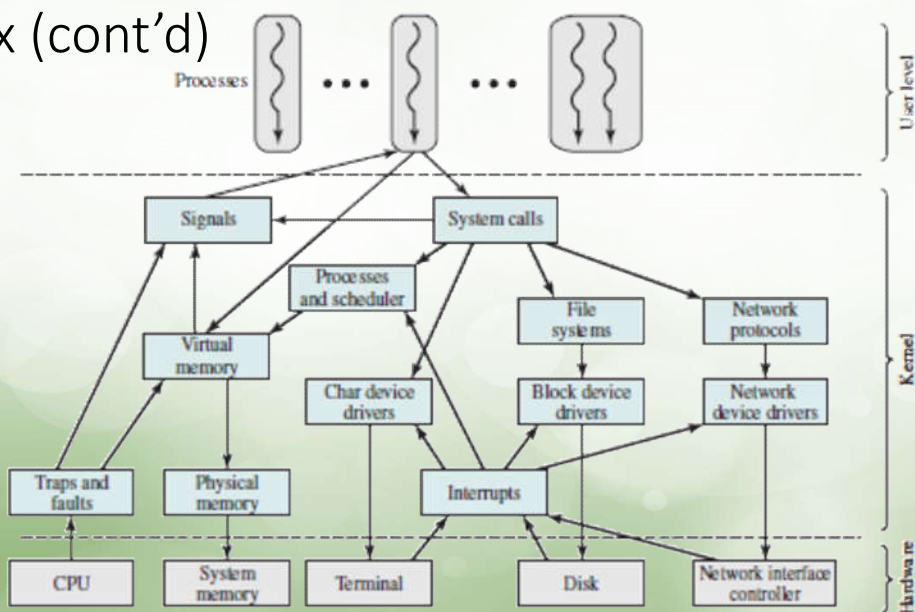 x (cont’d)
Processes
User level
Signals
System calls
Processes
and scheduler
File
systems
Network
protocols
Virtual
memory
Kernel
Char device
drivers
Block device
drivers
Network
device drivers
Traps and
faults
Physical
memory
Interrupts
CPU
System
memory
Terminal
Disk
Network interface
controller
ardware